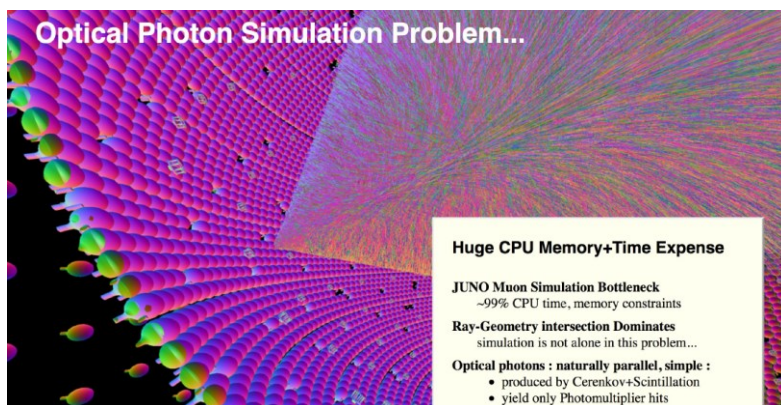 Optical Photon Simulation Problem...
Huge CPU Memory+Time Expense
JUNO Muon Simulation Bottleneck
~99% CPU time, memory constraints
Ray-Geometry intersection Dominates
simulation is not alone in this problem...
Optical photons : naturally parallel, simple :
• produced by Cerenkov+Scintillation
• yield only Photomultiplier hits